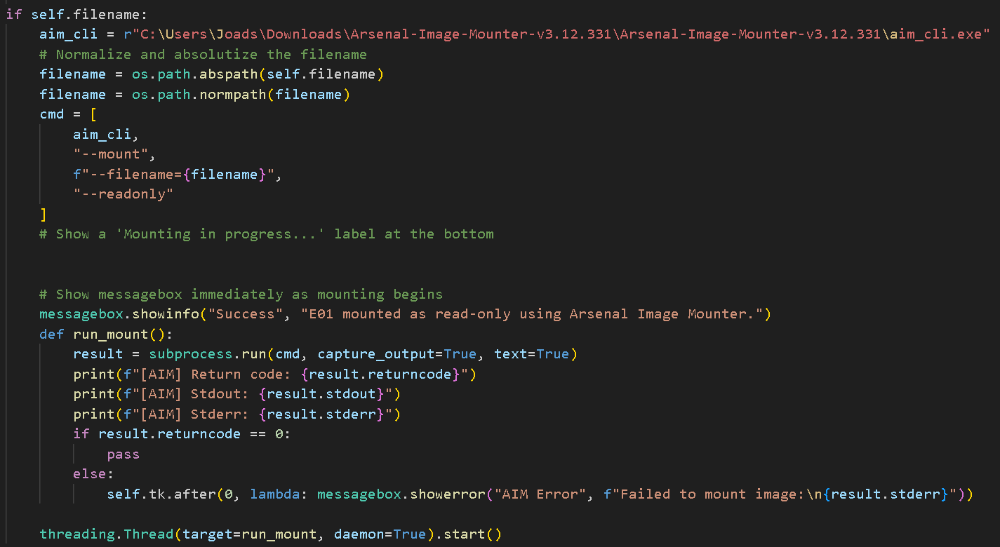 if self.filename:
    aim_cli = r"C:\Users\Joads\Downloads\Arsenal-Image-Mounter-v3.12.331\Arsenal-Image-Mounter-v3.12.331\aim_cli.exe"
    # Normalize and absolutize the filename
    filename = os.path.abspath(self.filename)
    filename = os.path.normpath(filename)
    cmd = [
        aim_cli,
        "--mount",
        f"--filename={filename}",
        "--readonly"
    ]
    # Show a 'Mounting in progress...' label at the bottom
    # Show messagebox immediately as mounting begins
    messagebox.showinfo("Success", "E01 mounted as read-only using Arsenal Image Mounter.")
    def run_mount():
        result = subprocess.run(cmd, capture_output=True, text=True)
        print(f"[AIM] Return code: {result.returncode}")
        print(f"[AIM] Stdout: {result.stdout}")
        print(f"[AIM] Stderr: {result.stderr}")
        if result.returncode == 0:
            pass
        else:
            self.tk.after(0, lambda: messagebox.showerror("AIM Error", f"Failed to mount image:\n{result.stderr}"))
    threading.Thread(target=run_mount, daemon=True).start()